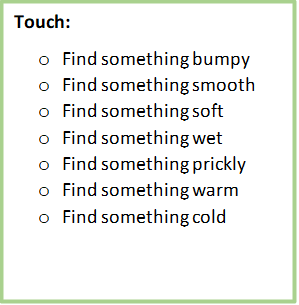 Touch:
o Find something bumpy
o Find something smooth
o Find something soft
o Find something wet
o Find something prickly
o Find something warm
o Find something cold